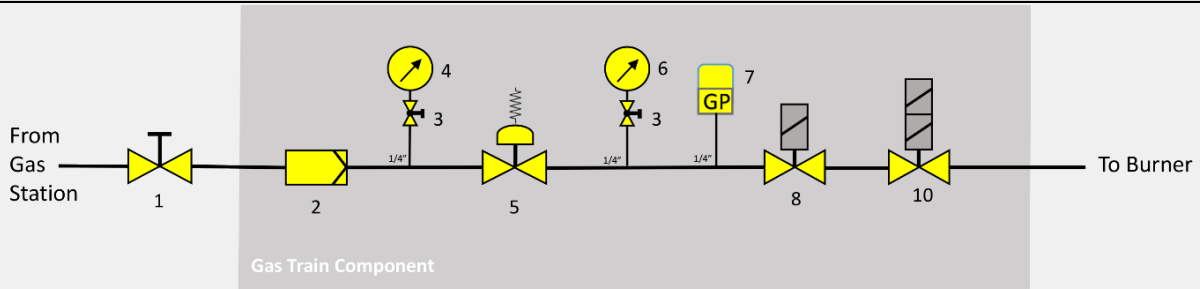 4
6
7
GP
3
3
From
Gas
Station
1/4"
1/4"
1/4"
To Burner
1
2
5
8
10
Gas Train Component